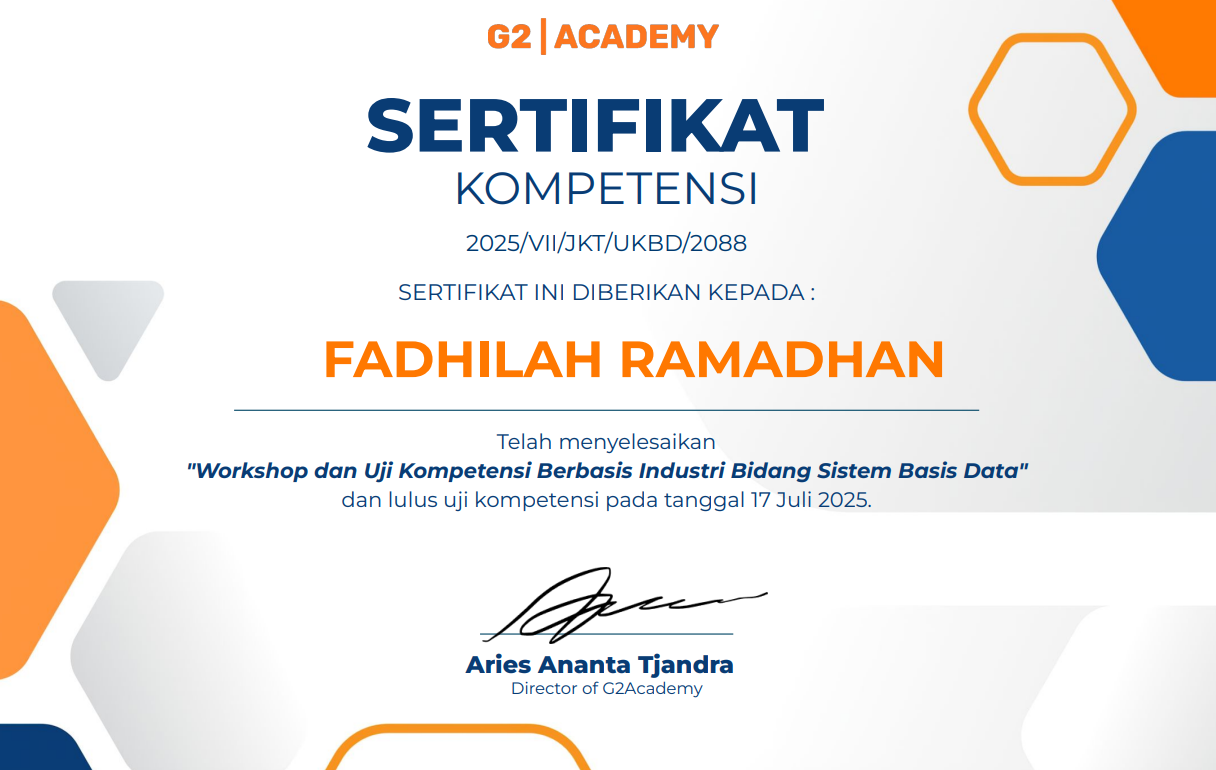 G2 | ACADEMY
SERTIFIKAT
KOMPETENSI
2025/VII/JKT/UKBD/2088
SERTIFIKAT INI DIBERIKAN KEPADA :
FADHILAH RAMADHAN
Telah menyelesaikan
"Workshop dan Uji Kompetensi Berbasis Industri Bidang Sistem Basis Data"
dan lulus uji kompetensi pada tanggal 17 Juli 2025.
Aries Ananta Tjandra
Director of G2Academy